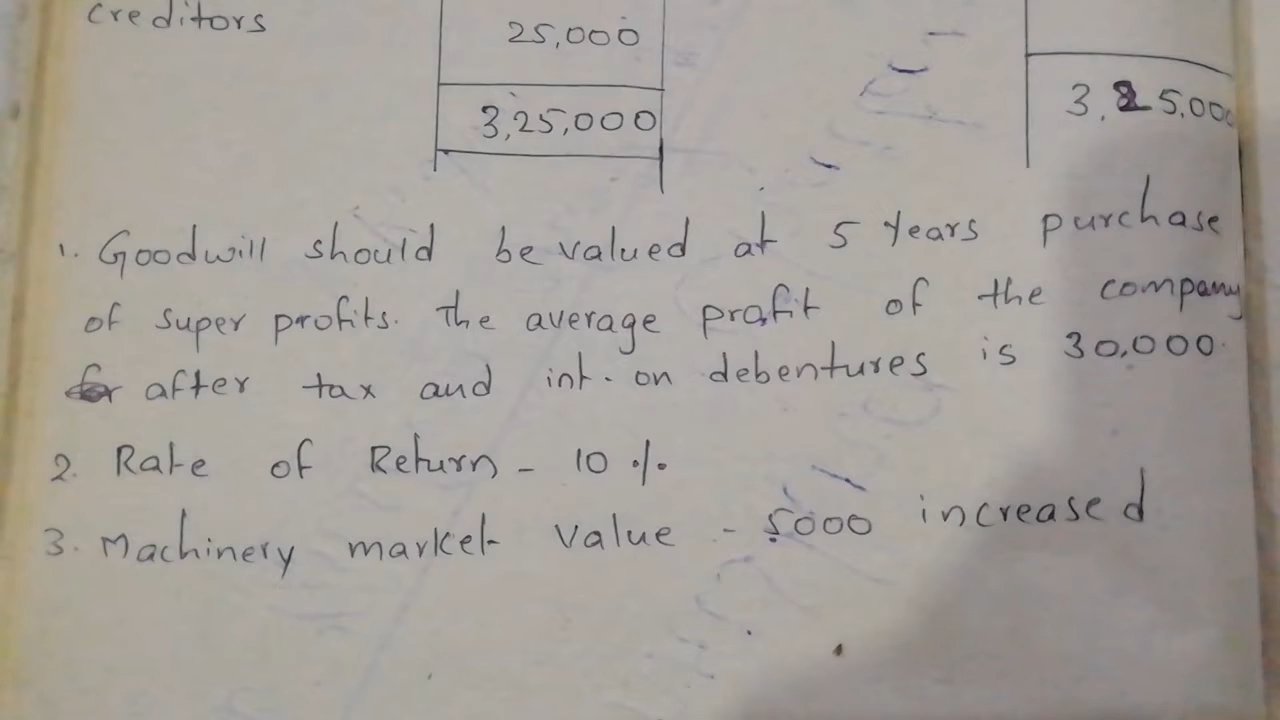 creditors 25,000
3,25,000 3,25,000
1. Goodwill should be valued at 5 Years purchase
of super profits. The average profit of the company
after tax and int. on debentures is 30,000.
2. Rate of Return - 10 %
3. Machinery market value - 5000 increased